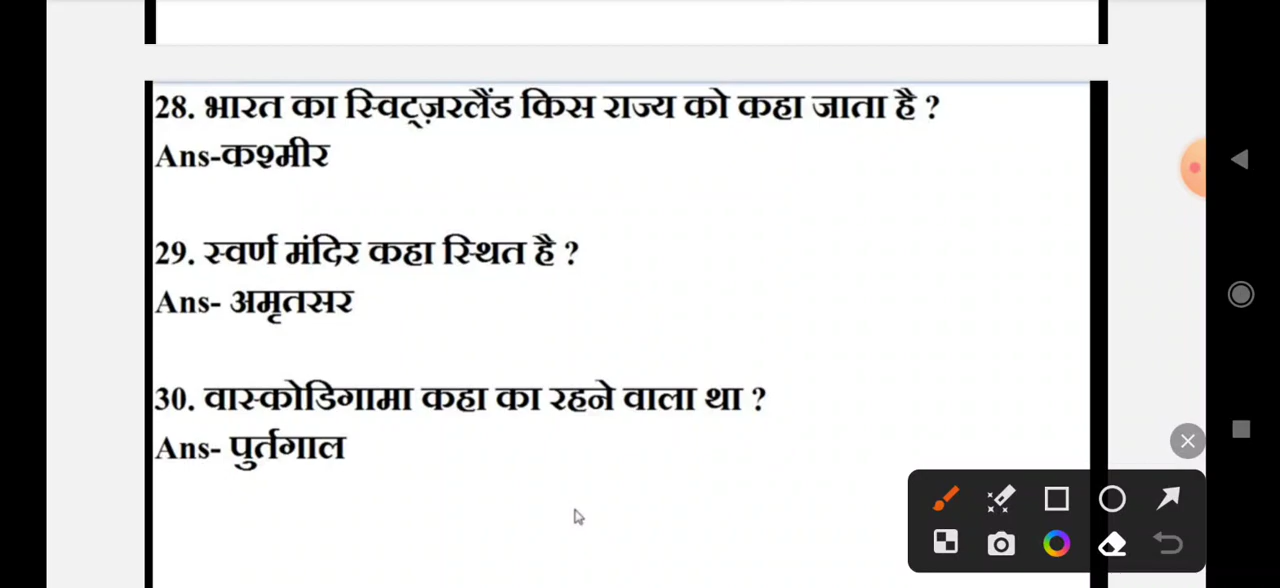 28. भारत का स्विट्ज़रलैंड किस राज्य को कहा जाता है ?
Ans-कश्मीर
29. स्वर्ण मंदिर कहा स्थित है ?
Ans- अमृतसर
30. वास्कोडिगामा कहा का रहने वाला था ?
Ans- पुर्तगाल